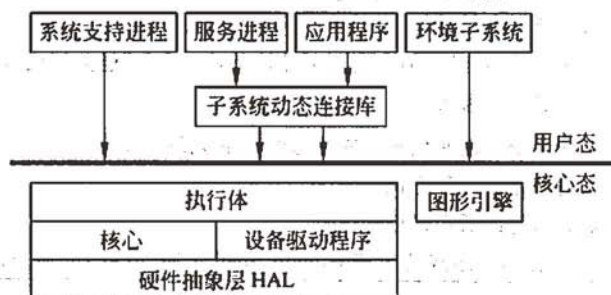 系统支持进程 服务进程 应用程序 环境子系统
子系统动态连接库
用户态
核心态
执行体 图形引擎
核心 设备驱动程序
硬件抽象层 HAL